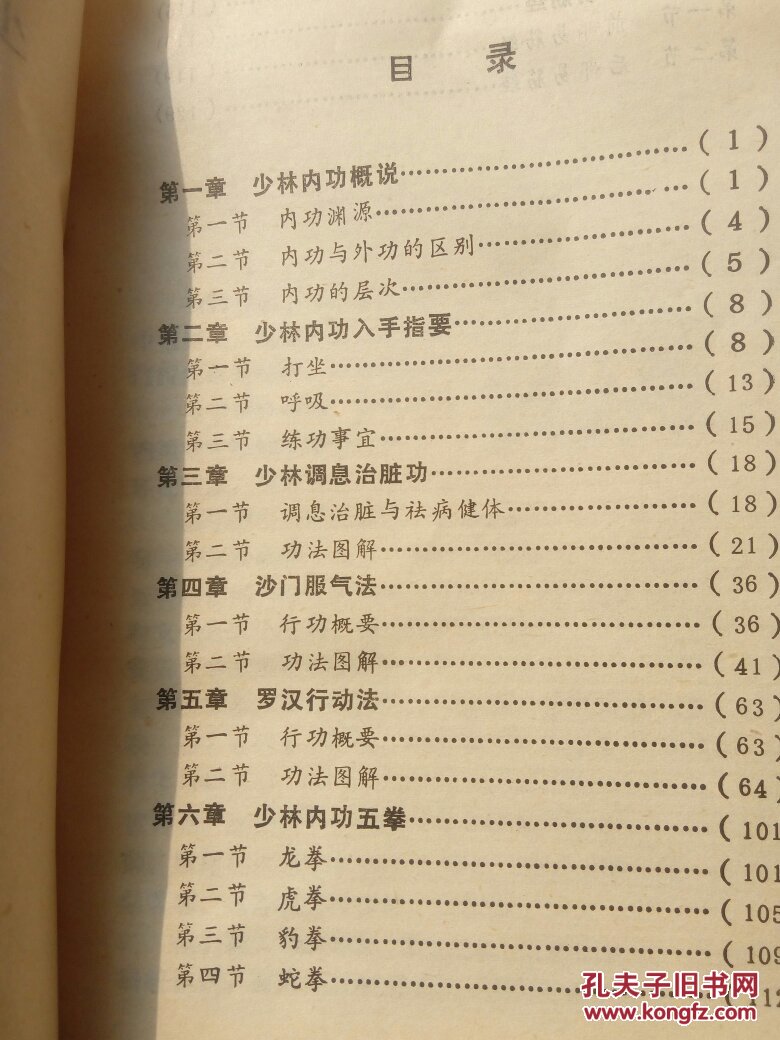 目 录
第一章 少林内功概说……………………(1)
第一节 内功渊源……………………(1)
第二节 内功与外功的区别……………………(4)
第三节 内功的层次……………………(5)
第二章 少林内功入手指要……………………(8)
第一节 打坐……………………(8)
第二节 呼吸……………………(13)
第三节 练功事宜……………………(15)
第三章 少林调息治脏功……………………(18)
第一节 调息治脏与祛病健体……………………(18)
第二节 功法图解……………………(21)
第四章 沙门服气法……………………(36)
第一节 行功概要……………………(36)
第二节 功法图解……………………(41)
第五章 罗汉行动法……………………(63)
第一节 行功概要……………………(63)
第二节 功法图解……………………(64)
第六章 少林内功五拳……………………(101
第一节 龙拳……………………(101
第二节 虎拳……………………(105
第三节 豹拳……………………(109
第四节 蛇拳……………………(112
孔夫子旧书网
www.kongfz.com